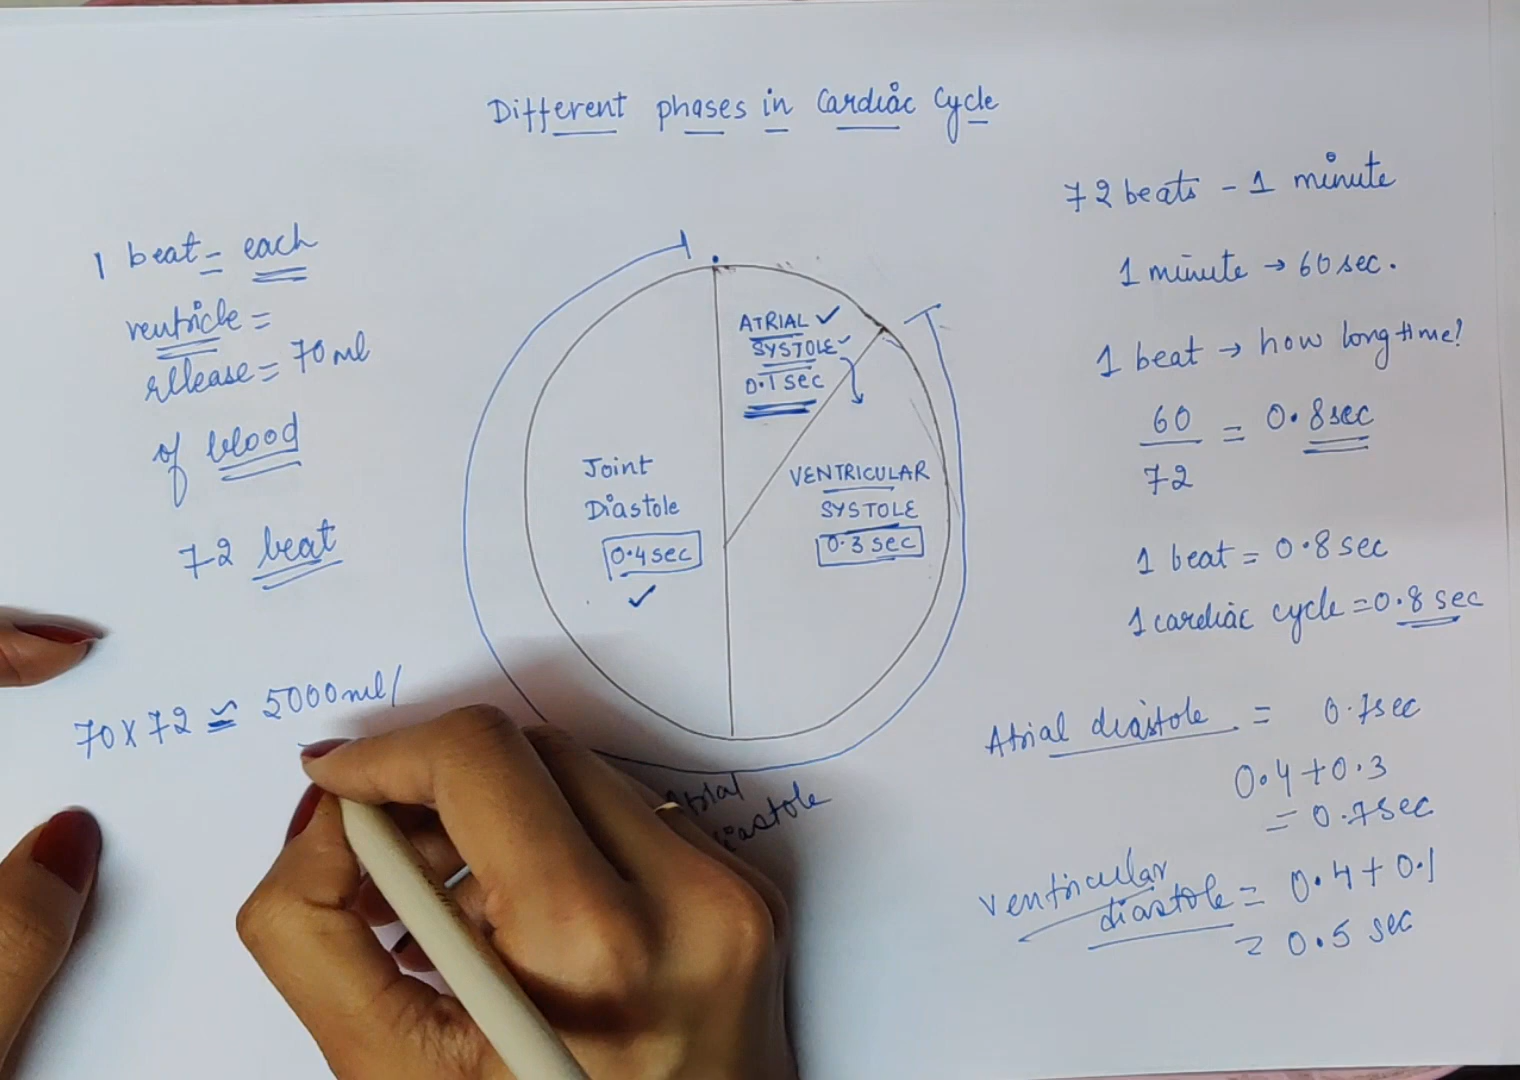 Different phases in Cardiac Cycle
1 beat = each
ventricle =
release = 70 ml
of blood
72 beat
70 x 72 ≃ 5000 ml/
ATRIAL ✓
SYSTOLE ✓
0.1 sec
Joint
Diastole
0.4 sec
✓
VENTRICULAR
SYSTOLE
0.3 sec
Atrial
diastole
72 beats - 1 minute
1 minute → 60 sec.
1 beat → how long time?
60
72
= 0.8 sec
1 beat = 0.8 sec
1 cardiac cycle = 0.8 sec
Atrial diastole = 0.7 sec
0.4 + 0.3
= 0.7 sec
Ventricular
diastole = 0.4 + 0.1
= 0.5 sec